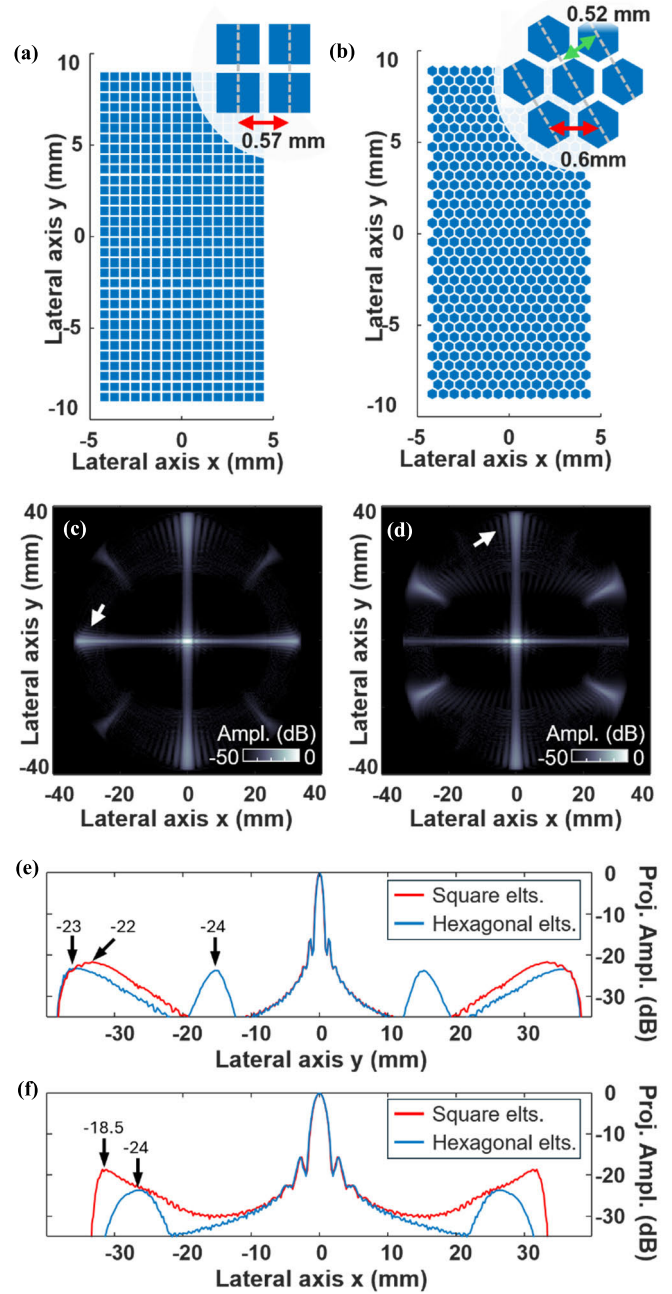 (a)
10
5
0
-5
-10
Lateral axis y (mm)
-5
0
5
Lateral axis x (mm)
0.57 mm
(b)
10
5
0
-5
-10
Lateral axis y (mm)
-5
0
5
Lateral axis x (mm)
0.52 mm
0.6mm
(c)
40
20
0
-40
Lateral axis y (mm)
Ampl. (dB)
-50 0
-20 0 20 40
Lateral axis x (mm)
(d)
40
20
0
-20
-40
Lateral axis y (mm)
Ampl. (dB)
-50 0
-40 -20 0 20 40
Lateral axis x (mm)
(e)
-23
-22
-24
Square elts.
Hexagonal elts.
0
-10
-20
-30
Proj. Ampl. (dB)
-30 -20 -10 0 10 20 30
Lateral axis y (mm)
(f)
-18.5
-24
Square elts.
Hexagonal elts.
0
-10
-20
-30
Proj. Ampl. (dB)
-30 -20 -10 0 10 20 30
Lateral axis x (mm)